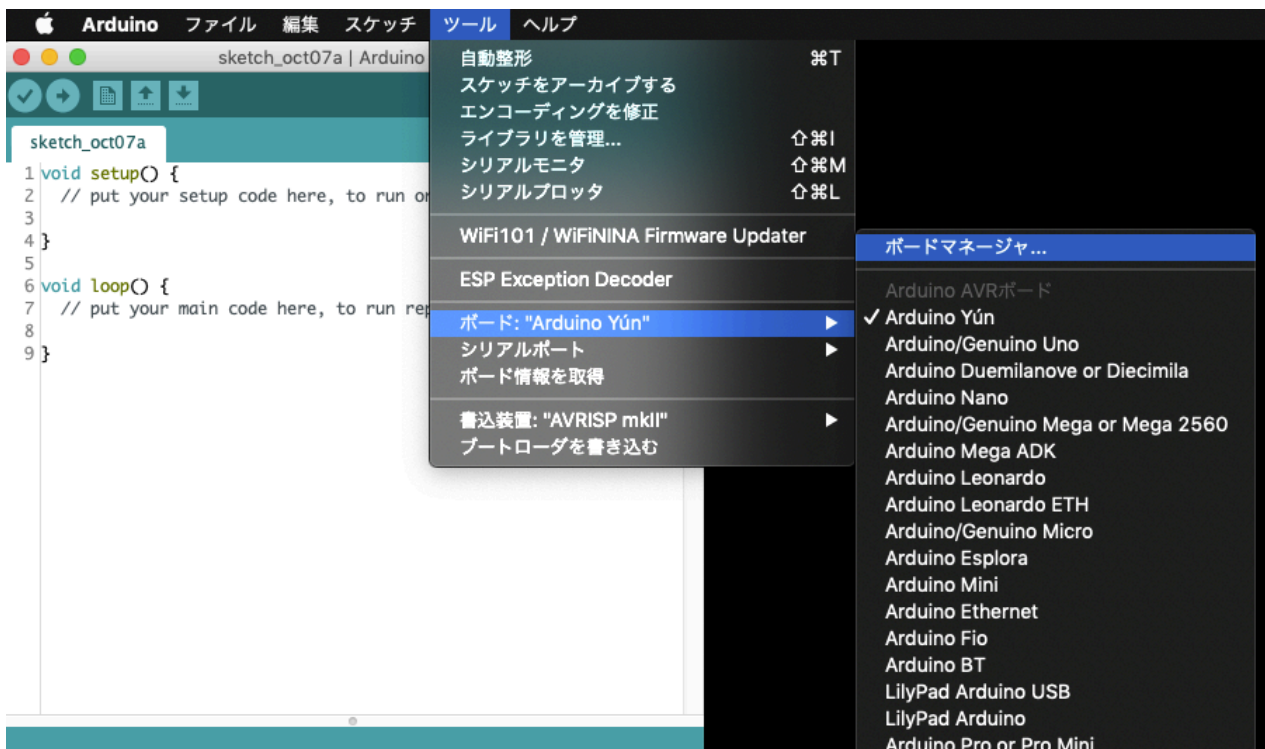 Arduino ファイル 編集 スケッチ ツール ヘルプ
sketch_oct07a | Arduino
sketch_oct07a
1 void setup() {
2 // put your setup code here, to run or
3
4 }
5
6 void loop() {
7 // put your main code here, to run rep
8
9 }
自動整形 ⌘T
スケッチをアーカイブする
エンコーディングを修正
ライブラリを管理... ⇧⌘I
シリアルモニタ ⇧⌘M
シリアルプロッタ ⇧⌘L
WiFi101 / WiFiNINA Firmware Updater
ESP Exception Decoder
ボード: "Arduino Yún" ▶
シリアルポート ▶
ボード情報を取得
書込装置: "AVRISP mkII" ▶
ブートローダを書き込む
ボードマネージャ...
Arduino AVRボード
✓ Arduino Yún
Arduino/Genuino Uno
Arduino Duemilanove or Diecimila
Arduino Nano
Arduino/Genuino Mega or Mega 2560
Arduino Mega ADK
Arduino Leonardo
Arduino Leonardo ETH
Arduino/Genuino Micro
Arduino Esplora
Arduino Mini
Arduino Ethernet
Arduino Fio
Arduino BT
LilyPad Arduino USB
LilyPad Arduino
Arduino Pro or Pro Mini